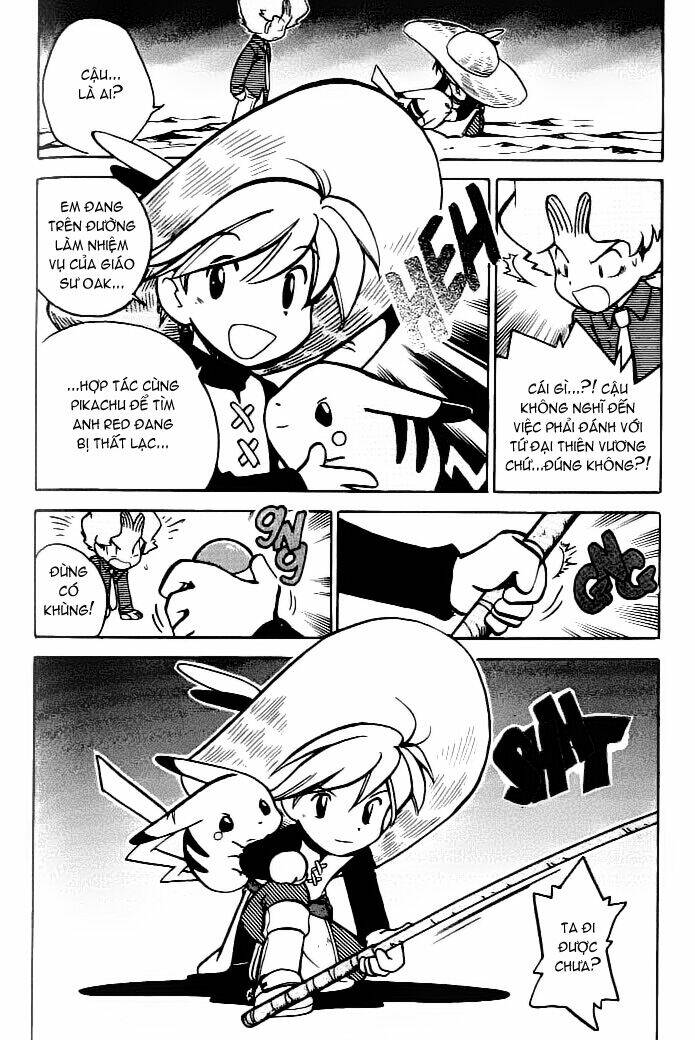 CẬU...
LÀ AI?
EM ĐANG
TRÊN ĐƯỜNG
LÀM NHIỆM
VỤ CỦA GIÁO
SƯ OAK...
HEH
HEH
...HỢP TÁC CÙNG
PIKACHU ĐỂ TÌM
ANH RED ĐANG
BỊ THẤT LẠC...
CÁI GÌ...?! CẬU
KHÔNG NGHĨ ĐẾN
VIỆC PHẢI ĐÁNH VỚI
TỨ ĐẠI THIÊN VƯƠNG
CHỨ...ĐÚNG KHÔNG?!
ĐỪNG
CÓ
KHÙNG!
TA ĐI
ĐƯỢC
CHƯA?